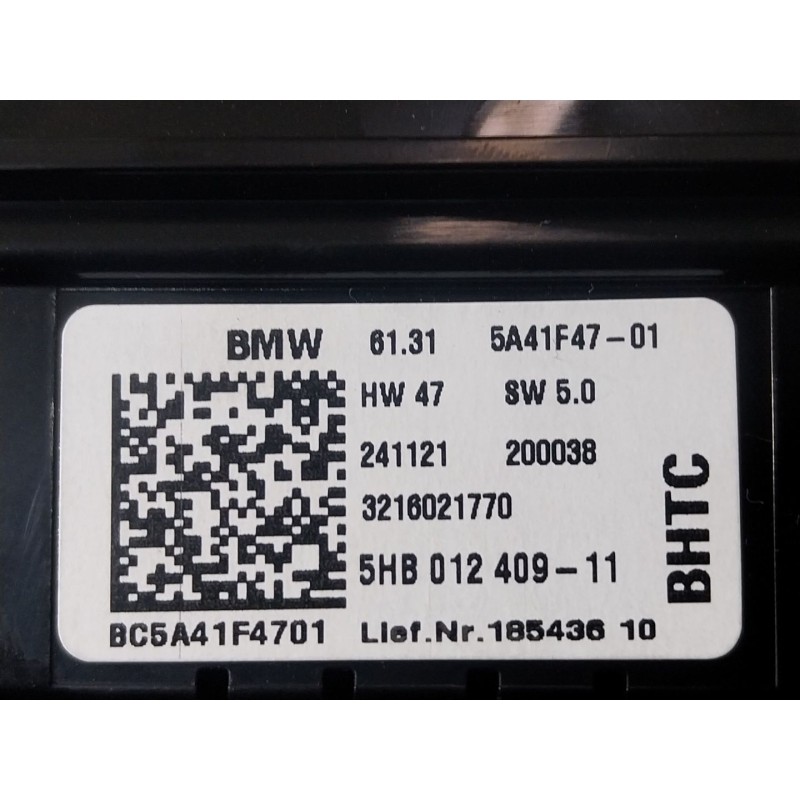 BMW 61.31 5A41F47-01
HW 47 SW 5.0
241121 200038
3216021770
5HB 012 409-11
BC5A41F4701 Lief.Nr.185436 10
BHTC